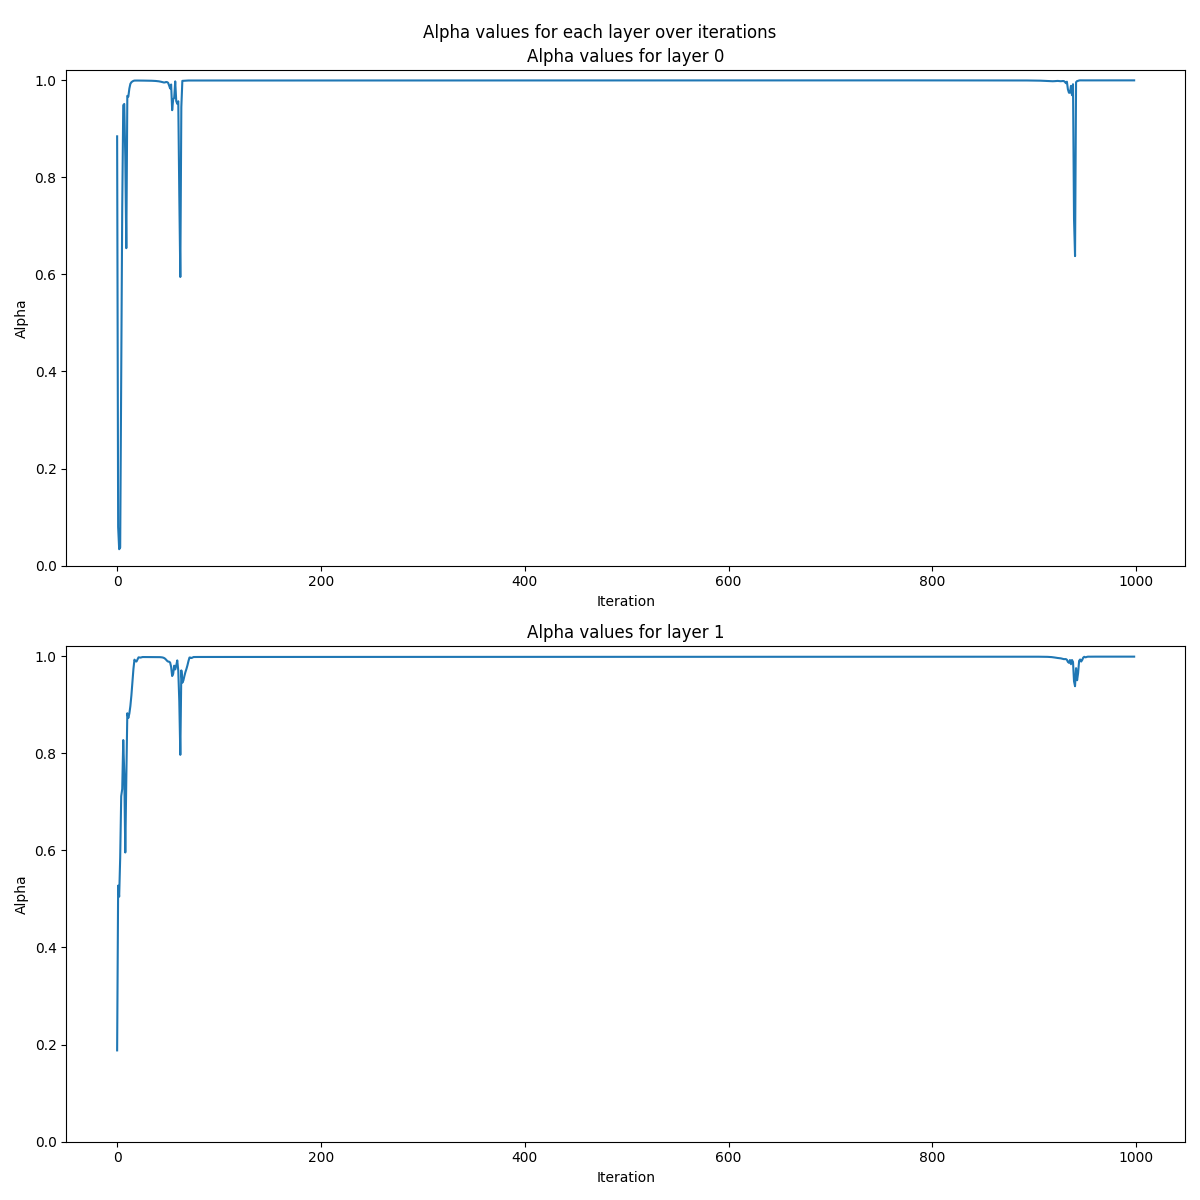 Alpha values for each layer over iterations
Alpha values for layer 0
1.0
0.8
0.6
0.4
0.2
0.0
Alpha
0 200 400 600 800 1000
Iteration
Alpha values for layer 1
1.0
0.8
0.6
0.4
0.2
0.0
Alpha
0 200 400 600 800 1000
Iteration